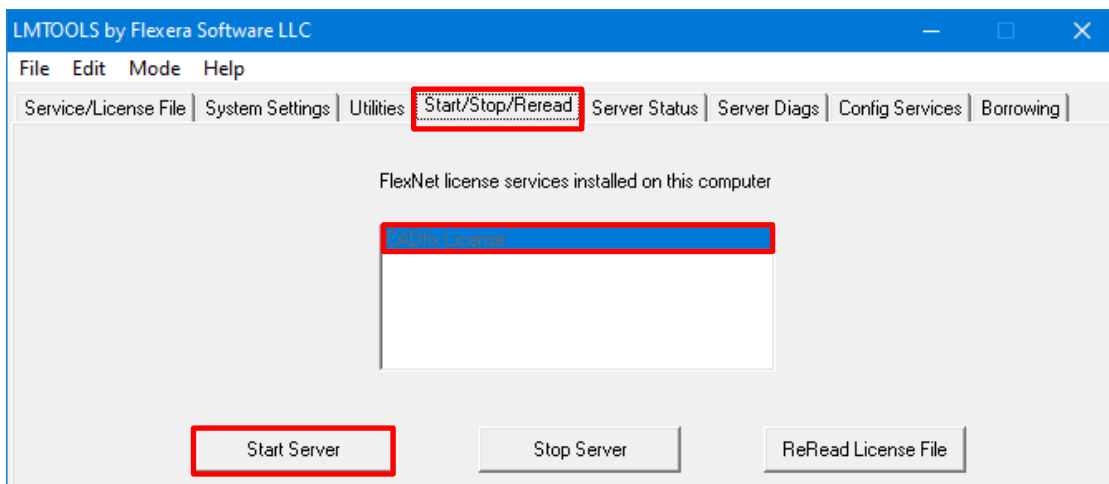 LMTOOLS by Flexera Software LLC
File Edit Mode Help
Service/License File System Settings Utilities Start/Stop/Reread Server Status Server Diags Config Services Borrowing
FlexNet license services installed on this computer
CADfix-License
Start Server Stop Server ReRead License File